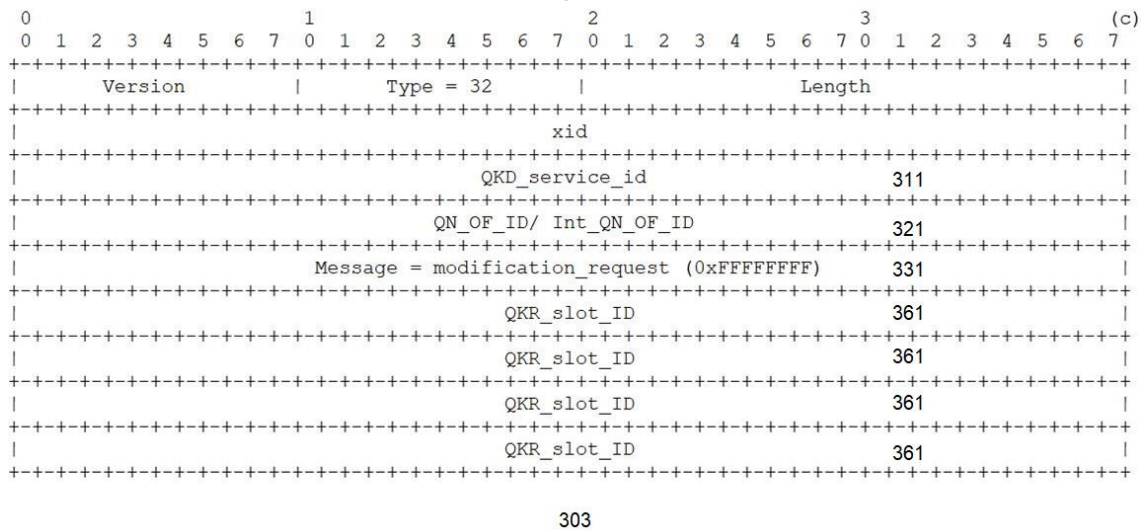 0 1 2 3 (c)
0 1 2 3 4 5 6 7 0 1 2 3 4 5 6 7 0 1 2 3 4 5 6 7 0 1 2 3 4 5 6 7
+-+-+-+-+-+-+-+-+-+-+-+-+-+-+-+-+-+-+-+-+-+-+-+-+-+-+-+-+-+-+-+-+
| Version | Type = 32 | Length |
+-+-+-+-+-+-+-+-+-+-+-+-+-+-+-+-+-+-+-+-+-+-+-+-+-+-+-+-+-+-+-+-+
| xid |
+-+-+-+-+-+-+-+-+-+-+-+-+-+-+-+-+-+-+-+-+-+-+-+-+-+-+-+-+-+-+-+-+
| QKD_service_id 311 |
+-+-+-+-+-+-+-+-+-+-+-+-+-+-+-+-+-+-+-+-+-+-+-+-+-+-+-+-+-+-+-+-+
| QN_OF_ID/ Int_QN_OF_ID 321 |
+-+-+-+-+-+-+-+-+-+-+-+-+-+-+-+-+-+-+-+-+-+-+-+-+-+-+-+-+-+-+-+-+
| Message = modification_request (0xFFFFFFFF) 331 |
+-+-+-+-+-+-+-+-+-+-+-+-+-+-+-+-+-+-+-+-+-+-+-+-+-+-+-+-+-+-+-+-+
| QKR_slot_ID 361 |
+-+-+-+-+-+-+-+-+-+-+-+-+-+-+-+-+-+-+-+-+-+-+-+-+-+-+-+-+-+-+-+-+
| QKR_slot_ID 361 |
+-+-+-+-+-+-+-+-+-+-+-+-+-+-+-+-+-+-+-+-+-+-+-+-+-+-+-+-+-+-+-+-+
| QKR_slot_ID 361 |
+-+-+-+-+-+-+-+-+-+-+-+-+-+-+-+-+-+-+-+-+-+-+-+-+-+-+-+-+-+-+-+-+
| QKR_slot_ID 361 |
+-+-+-+-+-+-+-+-+-+-+-+-+-+-+-+-+-+-+-+-+-+-+-+-+-+-+-+-+-+-+-+-+
303